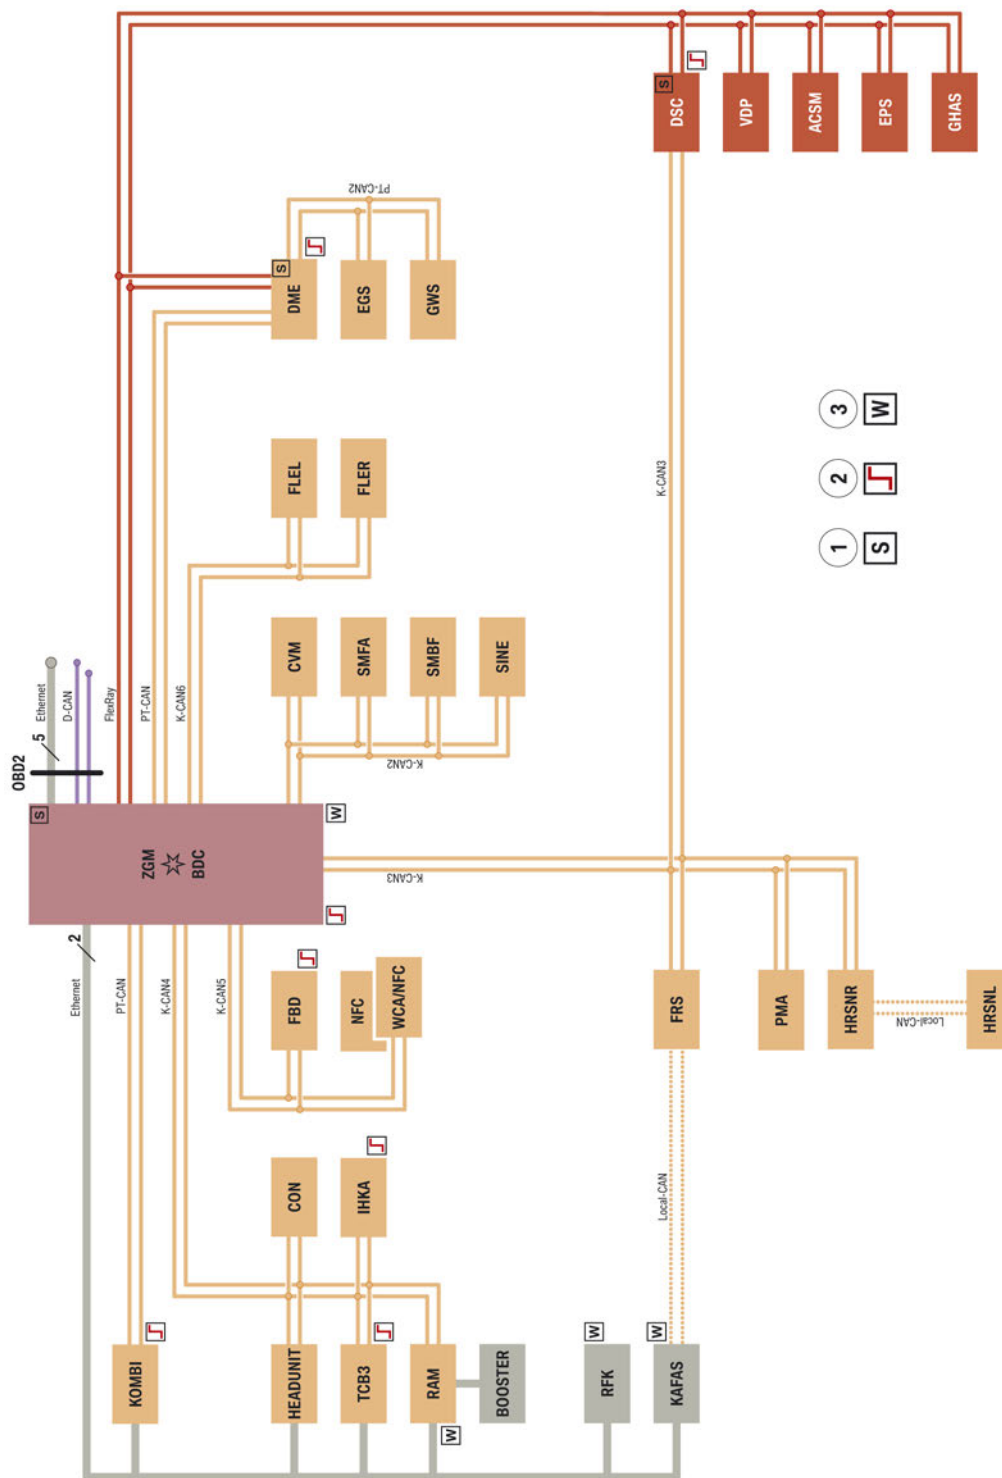 OBD2
5
Ethernet
S
D-CAN
Ethernet
2
FlexRay
PT-CAN
ZGM
PT-CAN
KOMBI
K-CAN4
K-CAN6
BDC
K-CAN5
S
HEADUNIT
CON
FBD
CVM
FLEL
DME
W
TCB3
IHKA
NFC
SMFA
FLER
EGS
PT-CAN2
K-CAN2
K-CAN3
WCA/NFC
RAM
SMBF
GWS
W
BOOSTER
SINE
W
RFK
W
Local-CAN
K-CAN3
S
KAFAS
FRS
DSC
PMA
VDP
HRSNR
ACSM
1
2
3
S
W
Local-CAN
EPS
HRSNL
GHAS